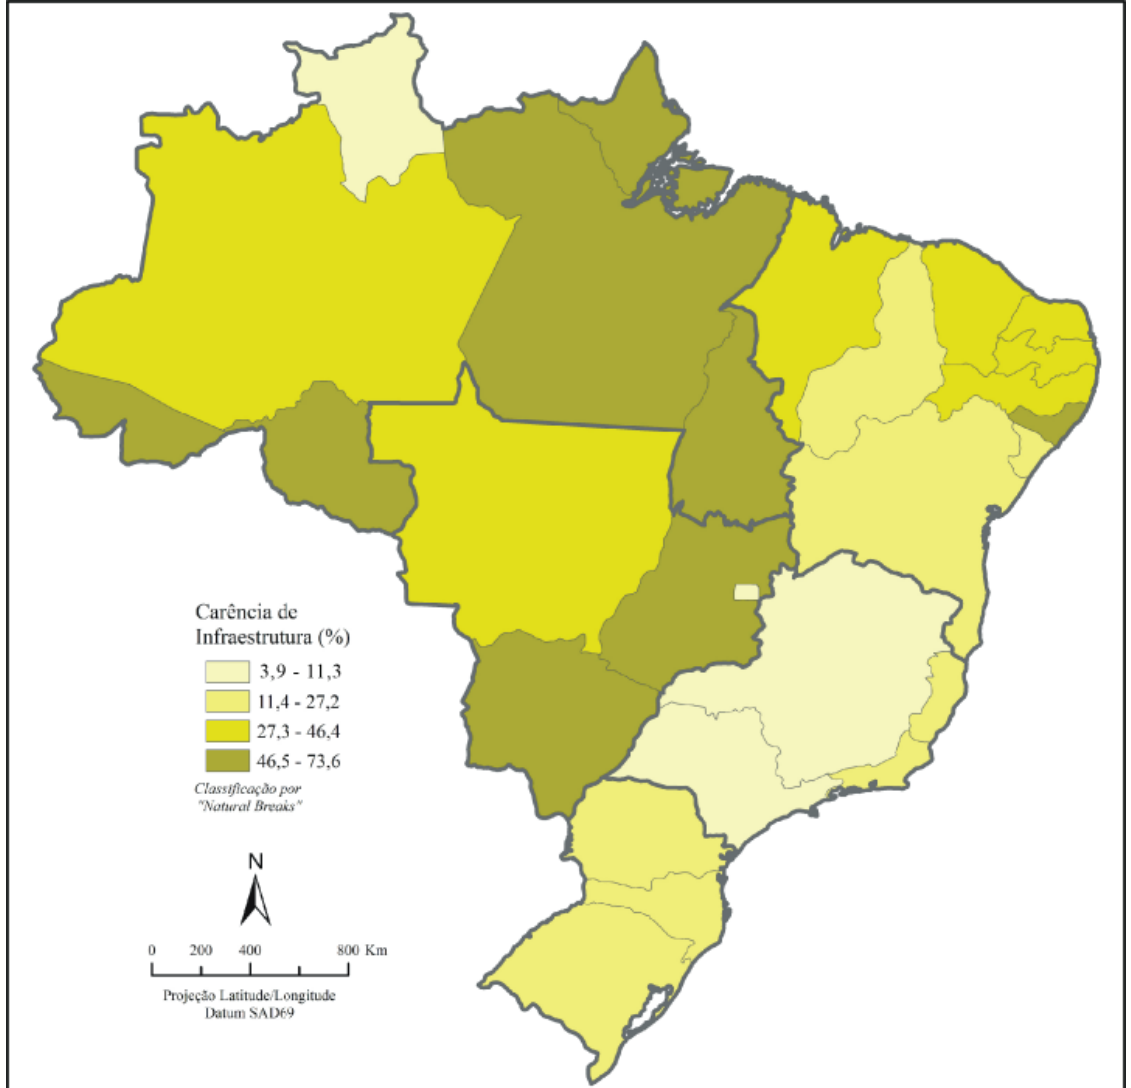 Carência de
Infraestrutura (%)
3,9 - 11,3
11,4 - 27,2
27,3 - 46,4
46,5 - 73,6
Classificação por
"Natural Breaks"
N
0 200 400 800 Km
Projeção Latitude/Longitude
Datum SAD69